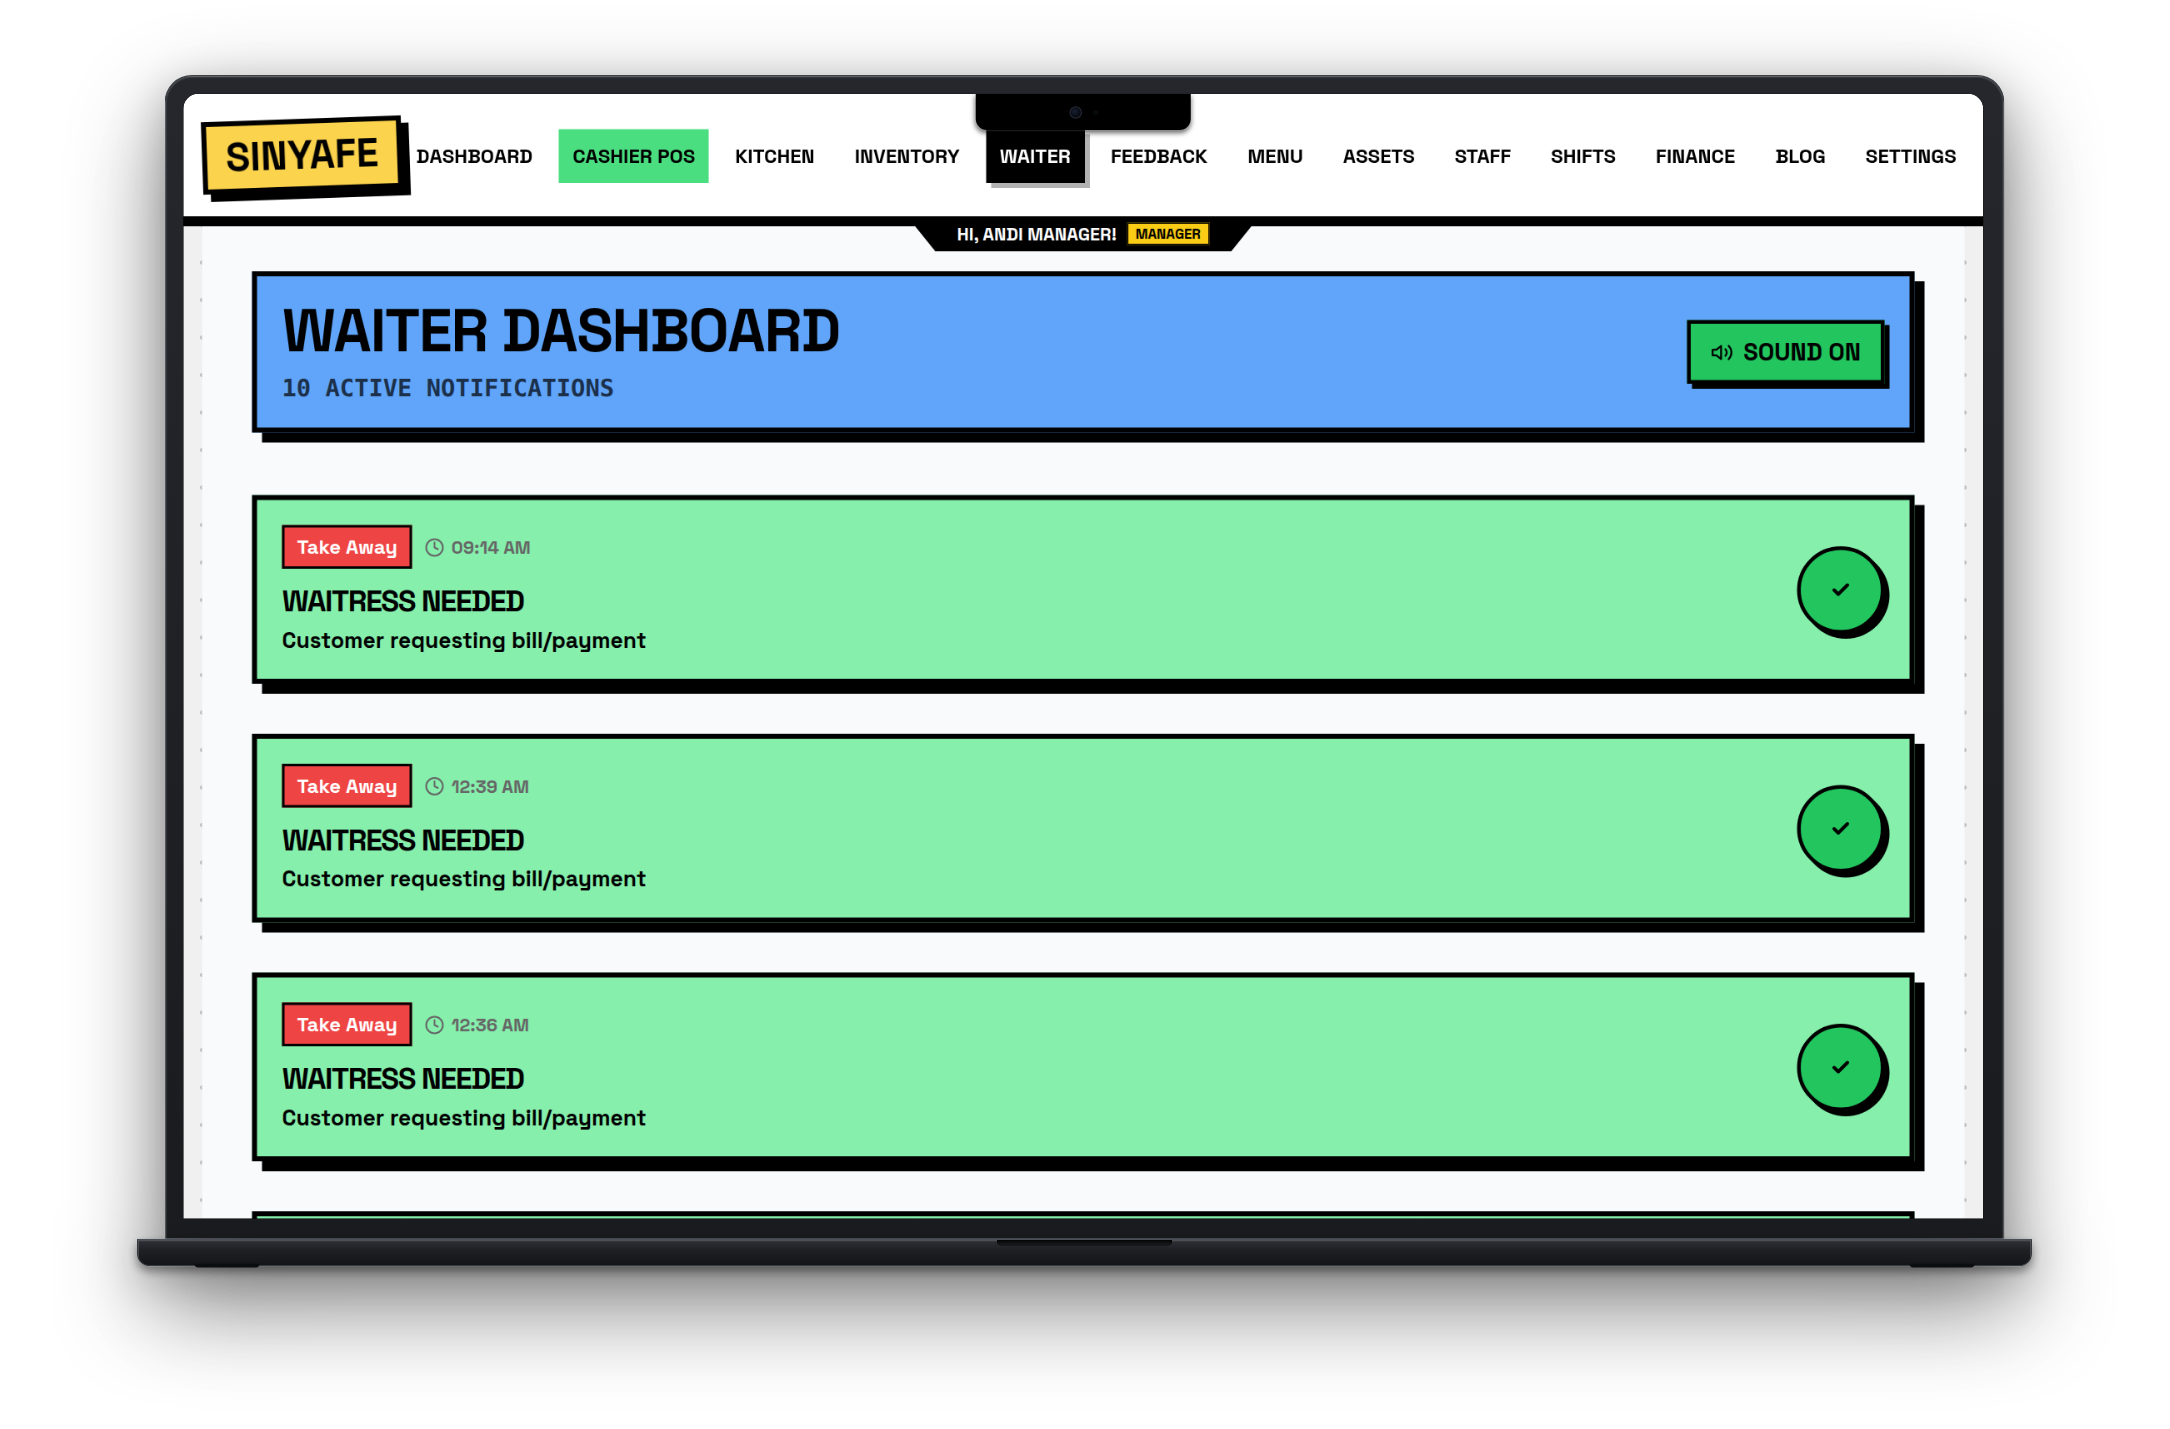 SINYAFE
DASHBOARD CASHIER POS KITCHEN INVENTORY WAITER FEEDBACK MENU ASSETS STAFF SHIFTS FINANCE BLOG SETTINGS
HI, ANDI MANAGER! MANAGER
WAITER DASHBOARD
10 ACTIVE NOTIFICATIONS
SOUND ON
Take Away 09:14 AM
WAITRESS NEEDED
Customer requesting bill/payment
Take Away 12:39 AM
WAITRESS NEEDED
Customer requesting bill/payment
Take Away 12:36 AM
WAITRESS NEEDED
Customer requesting bill/payment